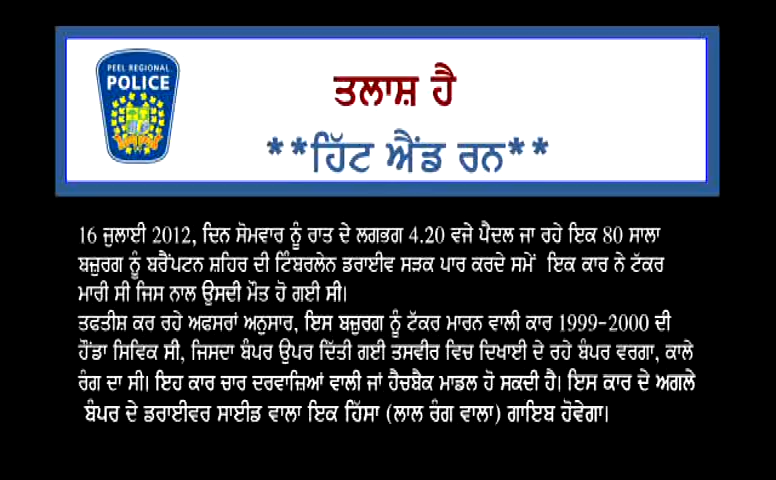 PEEL REGIONAL
POLICE
ਤਲਾਸ਼ ਹੈ
**ਹਿੱਟ ਐਂਡ ਰਨ**
16 ਜੁਲਾਈ 2012, ਦਿਨ ਸੋਮਵਾਰ ਨੂੰ ਰਾਤ ਦੇ ਲਗਭਗ 4.20 ਵਜੇ ਪੈਦਲ ਜਾ ਰਹੇ ਇਕ 80 ਸਾਲਾ
ਬਜ਼ੁਰਗ ਨੂੰ ਬਰੈਂਪਟਨ ਸ਼ਹਿਰ ਦੀ ਟਿੰਬਰਲੇਨ ਡਰਾਈਵ ਸੜਕ ਪਾਰ ਕਰਦੇ ਸਮੇਂ ਇਕ ਕਾਰ ਨੇ ਟੱਕਰ
ਮਾਰੀ ਸੀ ਜਿਸ ਨਾਲ ਉਸਦੀ ਮੌਤ ਹੋ ਗਈ ਸੀ।
ਤਫਤੀਸ਼ ਕਰ ਰਹੇ ਅਫਸਰਾਂ ਅਨੁਸਾਰ, ਇਸ ਬਜ਼ੁਰਗ ਨੂੰ ਟੱਕਰ ਮਾਰਨ ਵਾਲੀ ਕਾਰ 1999-2000 ਦੀ
ਹੌਂਡਾ ਸਿਵਿਕ ਸੀ, ਜਿਸਦਾ ਬੰਪਰ ਉਪਰ ਦਿੱਤੀ ਗਈ ਤਸਵੀਰ ਵਿਚ ਦਿਖਾਈ ਦੇ ਰਹੇ ਬੰਪਰ ਵਰਗਾ, ਕਾਲੇ
ਰੰਗ ਦਾ ਸੀ। ਇਹ ਕਾਰ ਚਾਰ ਦਰਵਾਜ਼ਿਆਂ ਵਾਲੀ ਜਾਂ ਹੈਚਬੈਕ ਮਾਡਲ ਹੋ ਸਕਦੀ ਹੈ। ਇਸ ਕਾਰ ਦੇ ਅਗਲੇ
ਬੰਪਰ ਦੇ ਡਰਾਈਵਰ ਸਾਈਡ ਵਾਲਾ ਇਕ ਹਿੱਸਾ (ਲਾਲ ਰੰਗ ਵਾਲਾ) ਗਾਇਬ ਹੋਵੇਗਾ।